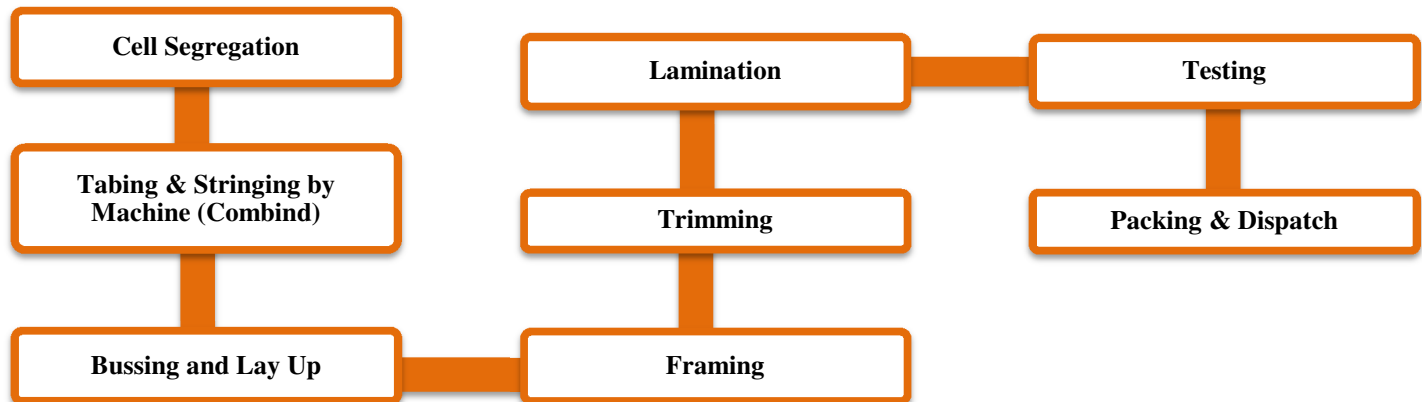 Cell Segregation
Tabing & Stringing by
Machine (Combind)
Bussing and Lay Up
Framing
Trimming
Lamination
Testing
Packing & Dispatch